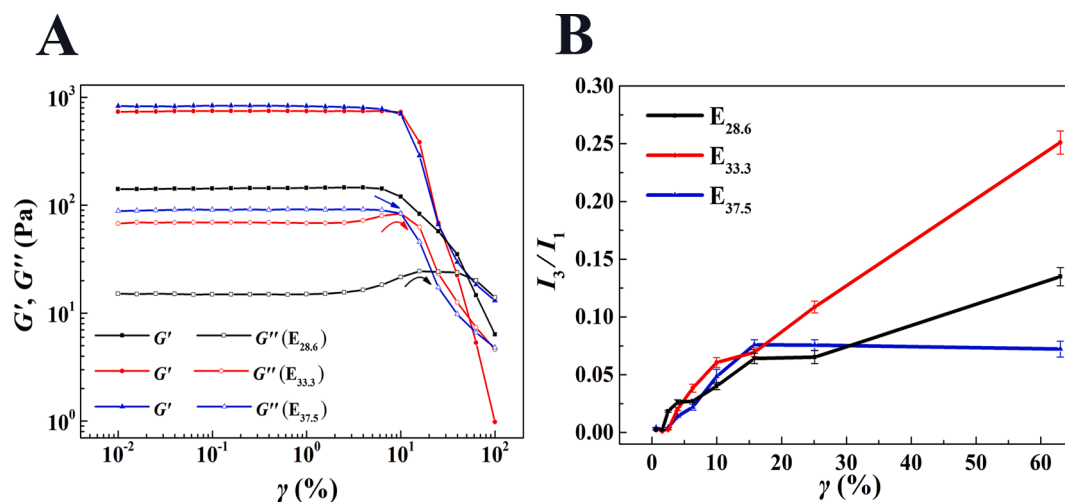 A
G′, G″ (Pa)
10³
10²
10¹
10⁰
10⁻²
10⁻¹
10⁰
10¹
10²
γ (%)
G′ G″ (E₂₈.₆)
G′ G″ (E₃₃.₃)
G′ G″ (E₃₇.₅)
B
I₃ / I₁
0.30
0.25
0.20
0.15
0.10
0.05
0.00
0 10 20 30 40 50 60
γ (%)
E₂₈.₆
E₃₃.₃
E₃₇.₅